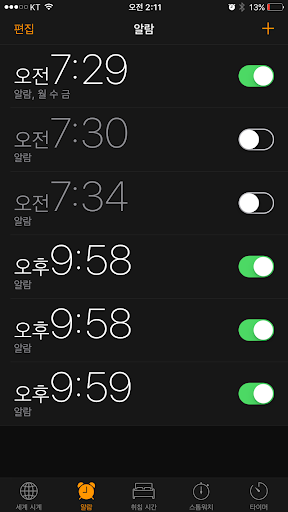 KT 오전 2:11 13%
편집 알람 +
오전7:29
알람, 월 수 금
오전7:30
알람
오전7:34
알람
오후9:58
알람
오후9:58
알람
오후9:59
알람
세계 시계 알람 취침 시간 스톱워치 타이머